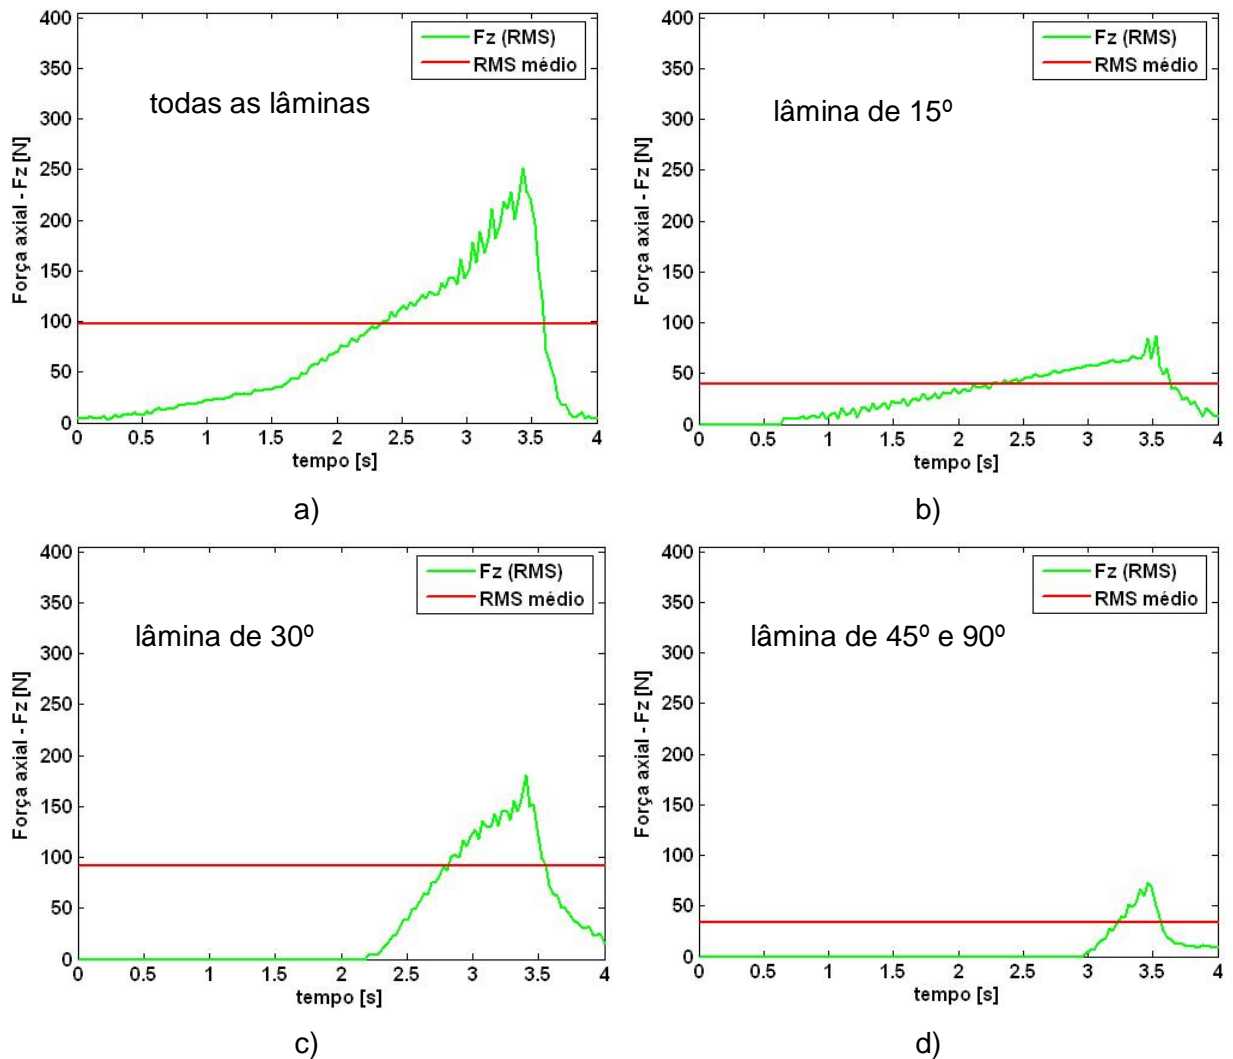 400
350
300
250
200
150
100
50
0
Força axial - Fz [N]
Fz (RMS)
RMS médio
todas as lâminas
0 0.5 1 1.5 2 2.5 3 3.5 4
tempo [s]
a)
400
350
300
250
200
150
100
50
0
Força axial - Fz [N]
Fz (RMS)
RMS médio
lâmina de 15º
0 0.5 1 1.5 2 2.5 3 3.5 4
tempo [s]
b)
400
350
300
250
200
150
100
50
0
Força axial - Fz [N]
Fz (RMS)
RMS médio
lâmina de 30º
0 0.5 1 1.5 2 2.5 3 3.5 4
tempo [s]
c)
400
350
300
250
200
150
100
50
0
Força axial - Fz [N]
Fz (RMS)
RMS médio
lâmina de 45º e 90º
0 0.5 1 1.5 2 2.5 3 3.5 4
tempo [s]
d)